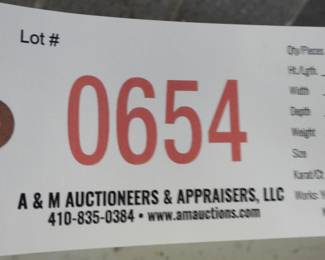 Lot #
Qty/Pieces
Ht./Lgth.
Width
0654
Depth
Weight
Size
Karat/Ct
A & M AUCTIONEERS & APPRAISERS, LLC
Works: Y
410-835-0384 • www.amauctions.com